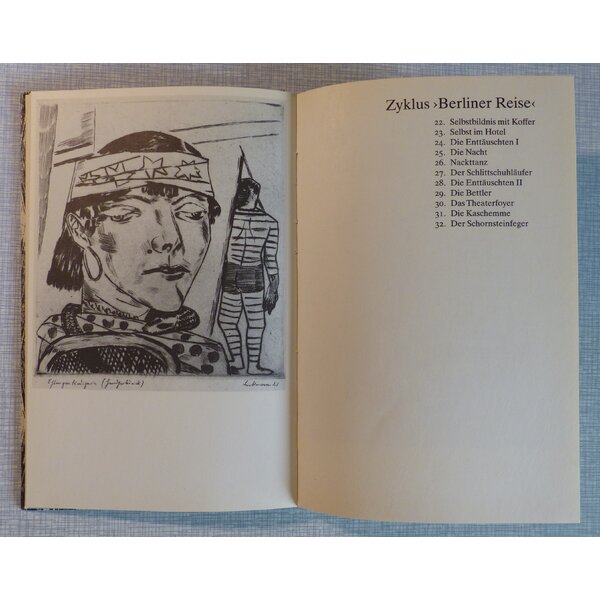 (Handpr
Zyklus ›Berliner Reise‹
22. Selbstbildnis mit Koffer
23. Selbst im Hotel
24. Die Enttäuschten I
25. Die Nacht
26. Nackttanz
27. Der Schlittschuhläufer
28. Die Enttäuschten II
29. Die Bettler
30. Das Theaterfoyer
31. Die Kaschemme
32. Der Schornsteinfeger